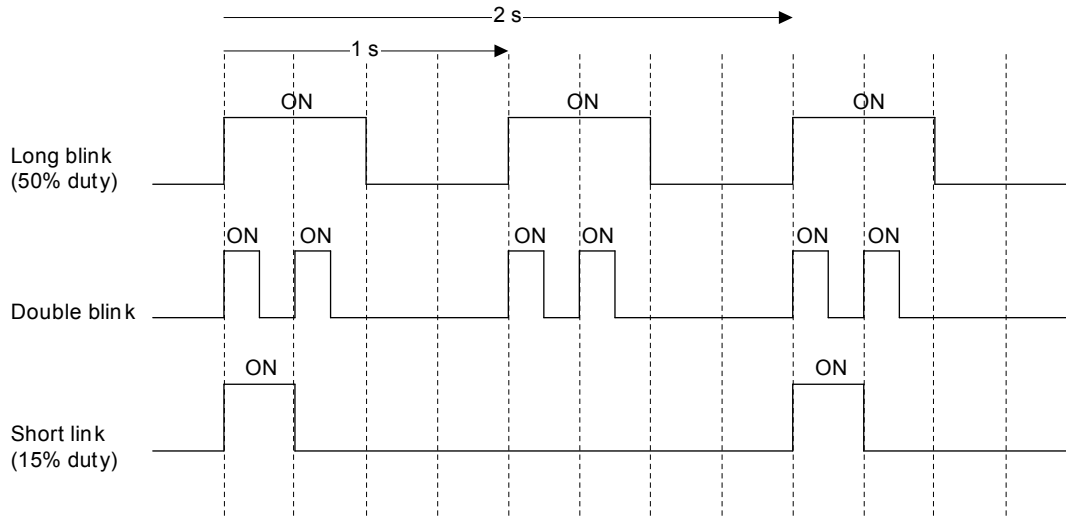 2 s
1 s
ON ON ON
Long blink
(50% duty)
ON ON ON ON ON ON
Double blink
ON ON
Short link
(15% duty)